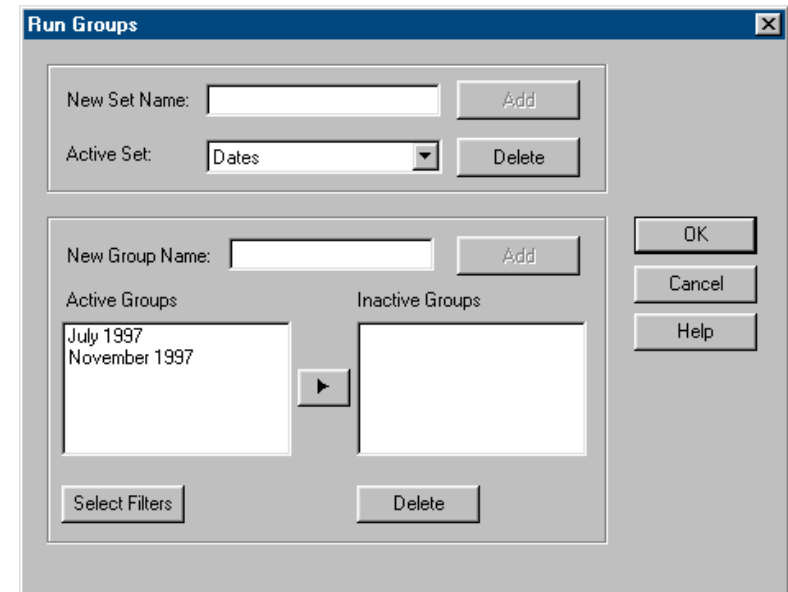 Run Groups
New Set Name:
Add
Active Set:
Dates
Delete
New Group Name:
Add
Active Groups
Inactive Groups
July 1997
November 1997
Select Filters
Delete
OK
Cancel
Help